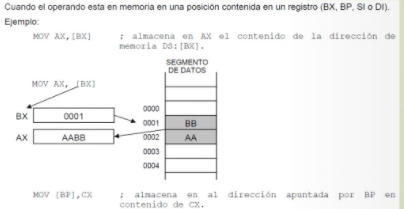 Cuando el operando esta en memoria en una posición contenida en un registro (BX, BP, SI o DI).
Ejemplo:
MOV AX,[BX] ; almacena en AX el contenido de la dirección de
memoria DS:[BX].
SEGMENTO
DE DATOS
MOV AX, [BX]
0000
BX 0001 0001 BB
AX AABB 0002 AA
0003
0004
MOV [BP],CX ; almacena en al dirección apuntada por BP en
contenido de CX.